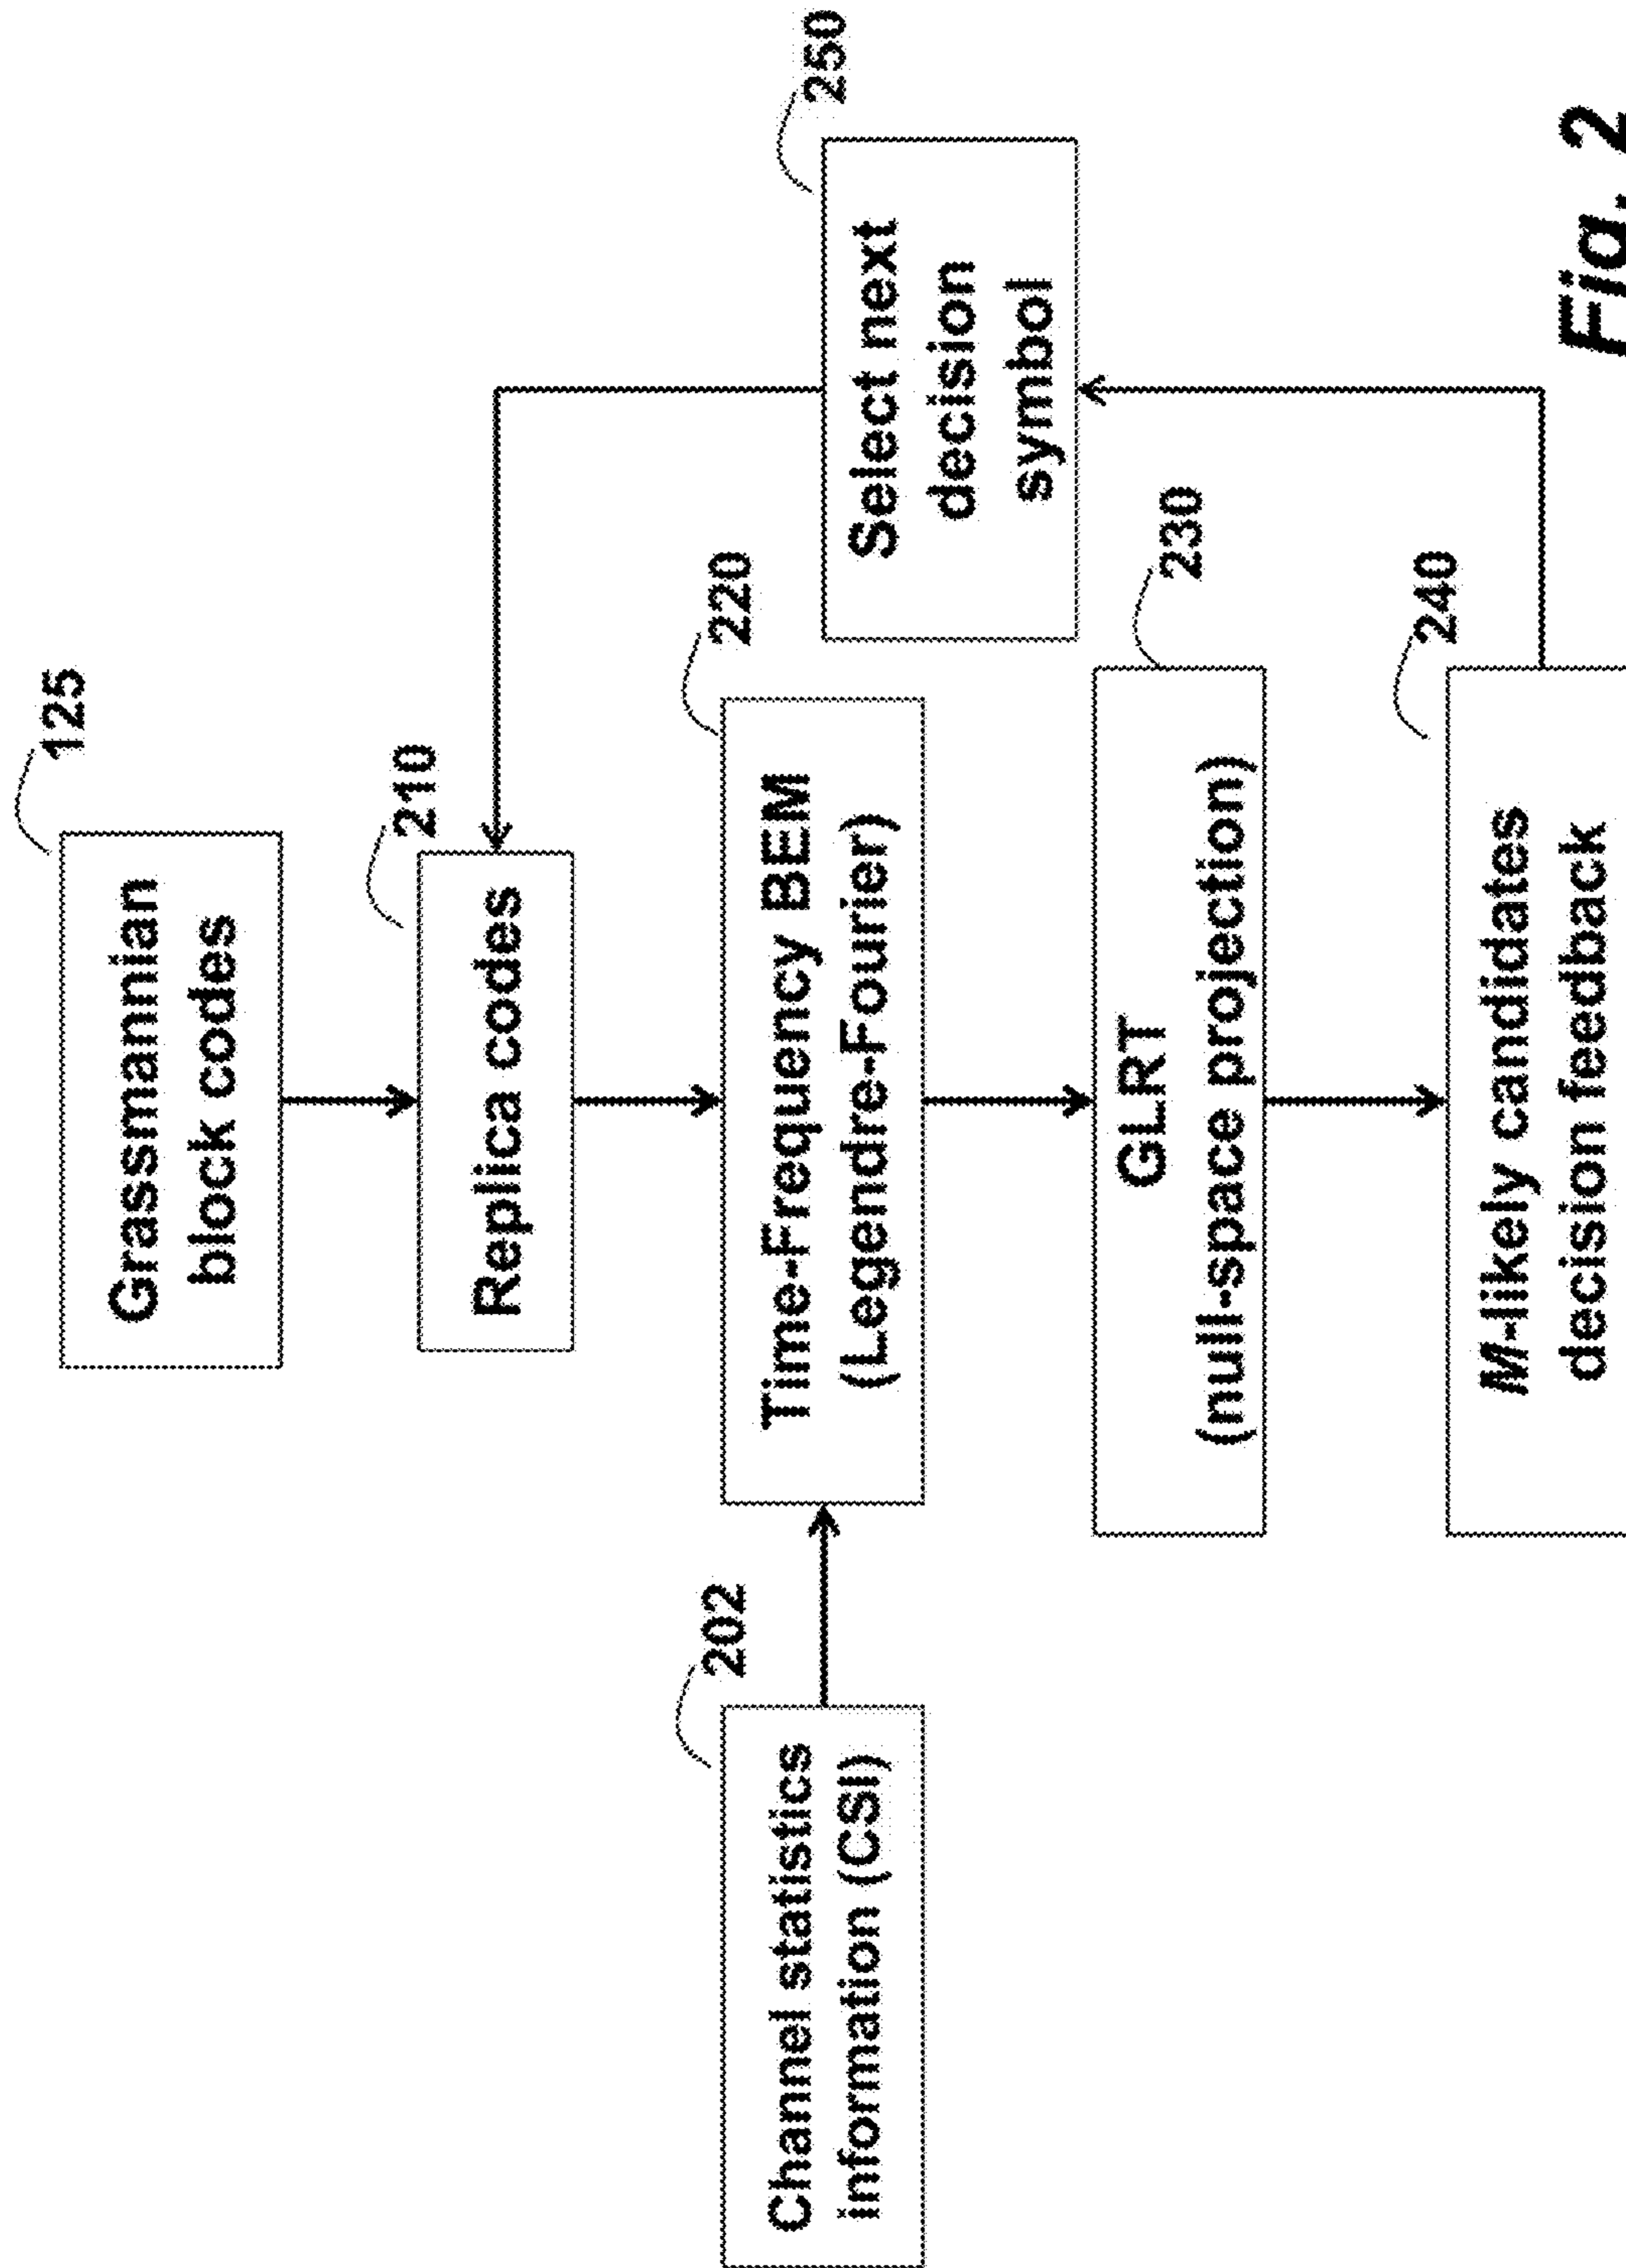 125
Grassmannian
block codes
210
Replica codes
202
Channel statistics
information (CSI)
220
Time-Frequency BEM
(Legendre-Fourier)
250
Select next
decision
symbol
230
GLRT
(null-space projection)
240
M-likely candidates
decision feedback
Fig. 2